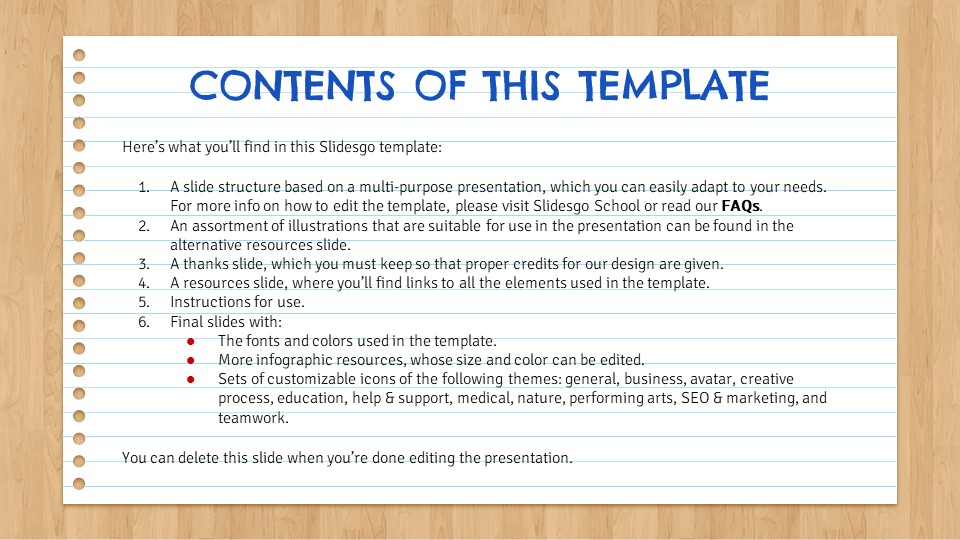 CONTENTS OF THIS TEMPLATE
Here’s what you’ll find in this Slidesgo template:
1. A slide structure based on a multi-purpose presentation, which you can easily adapt to your needs.
For more info on how to edit the template, please visit Slidesgo School or read our FAQs.
2. An assortment of illustrations that are suitable for use in the presentation can be found in the
alternative resources slide.
3. A thanks slide, which you must keep so that proper credits for our design are given.
4. A resources slide, where you’ll find links to all the elements used in the template.
5. Instructions for use.
6. Final slides with:
● The fonts and colors used in the template.
● More infographic resources, whose size and color can be edited.
● Sets of customizable icons of the following themes: general, business, avatar, creative
process, education, help & support, medical, nature, performing arts, SEO & marketing, and
teamwork.
You can delete this slide when you’re done editing the presentation.